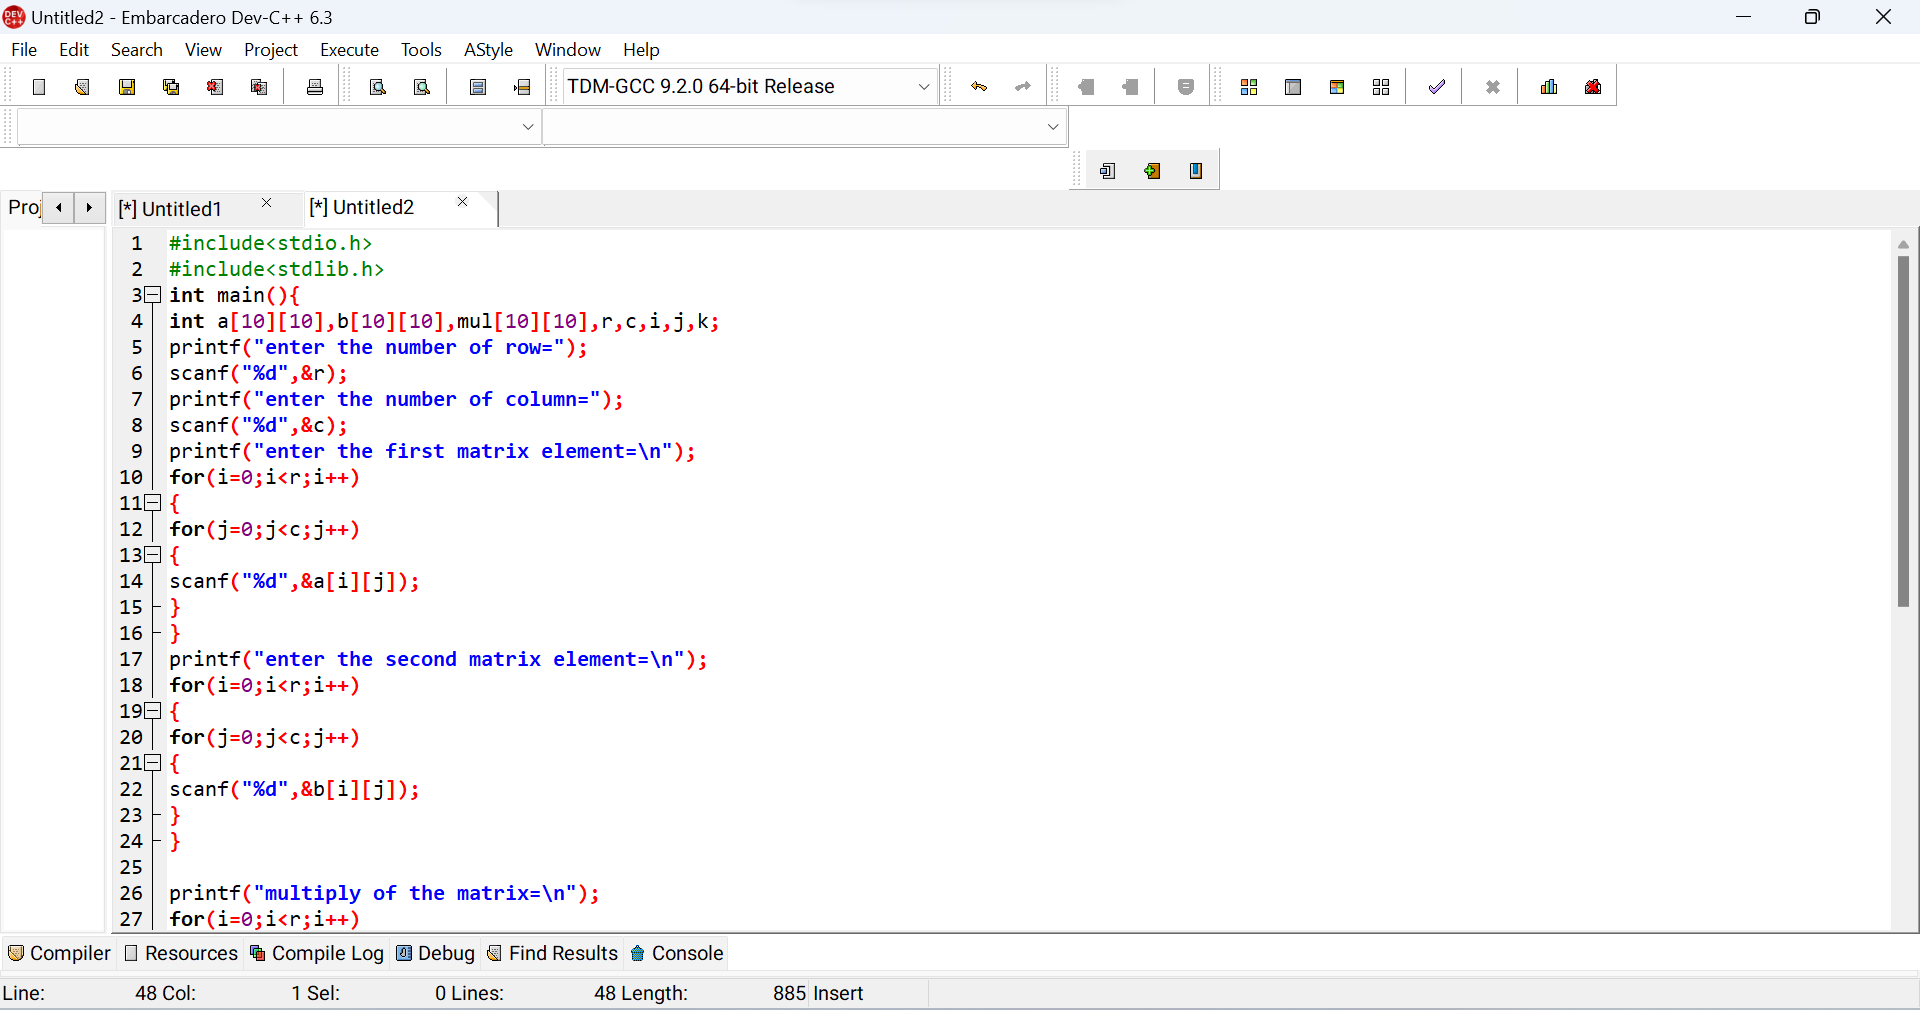 Untitled2 - Embarcadero Dev-C++ 6.3
File Edit Search View Project Execute Tools AStyle Window Help
TDM-GCC 9.2.0 64-bit Release
Proj [*] Untitled1 [*] Untitled2
1 #include<stdio.h>
2 #include<stdlib.h>
3 int main(){
4 int a[10][10],b[10][10],mul[10][10],r,c,i,j,k;
5 printf("enter the number of row=");
6 scanf("%d",&r);
7 printf("enter the number of column=");
8 scanf("%d",&c);
9 printf("enter the first matrix element=\n");
10 for(i=0;i<r;i++)
11 {
12 for(j=0;j<c;j++)
13 {
14 scanf("%d",&a[i][j]);
15 }
16 }
17 printf("enter the second matrix element=\n");
18 for(i=0;i<r;i++)
19 {
20 for(j=0;j<c;j++)
21 {
22 scanf("%d",&b[i][j]);
23 }
24 }
25
26 printf("multiply of the matrix=\n");
27 for(i=0;i<r;i++)
Compiler Resources Compile Log Debug Find Results Console
Line: 48 Col: 1 Sel: 0 Lines: 48 Length: 885 Insert